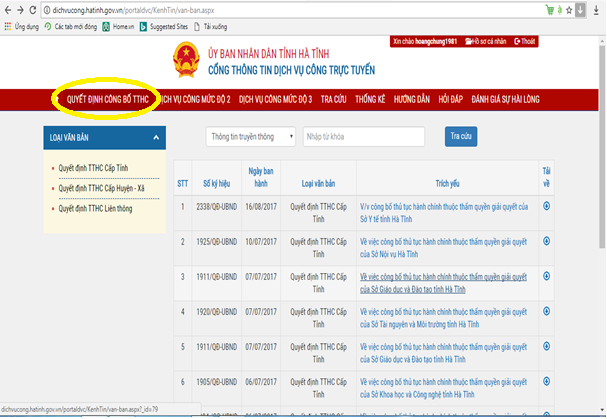 dichvucong.hatinh.gov.vn/portaldvc/KenhTin/van-ban.aspx
Ứng dụng Các tab mới đóng Home.vn Suggested Sites Tải xuống
Xin chào hoangchung1981 Hồ sơ cá nhân Thoát
ỦY BAN NHÂN DÂN TỈNH HÀ TĨNH
CỔNG THÔNG TIN DỊCH VỤ CÔNG TRỰC TUYẾN
QUYẾT ĐỊNH CÔNG BỐ TTHC DỊCH VỤ CÔNG MỨC ĐỘ 2 DỊCH VỤ CÔNG MỨC ĐỘ 3 TRA CỨU THỐNG KÊ HƯỚNG DẪN HỎI ĐÁP ĐÁNH GIÁ SỰ HÀI LÒNG
LOẠI VĂN BẢN
Quyết định TTHC Cấp Tỉnh
Quyết định TTHC Cấp Huyện - Xã
Quyết định TTHC Liên thông
Thông tin truyền thông Nhập từ khóa Tra cứu
STT Số ký hiệu Ngày ban hành Loại văn bản Trích yếu Tải về
1 2338/QĐ-UBND 16/08/2017 Quyết định TTHC Cấp Tỉnh V/v công bố thủ tục hành chính thuộc thẩm quyền giải quyết của
Sở Y tế tỉnh Hà Tĩnh
2 1925/QĐ-UBND 10/07/2017 Quyết định TTHC Cấp Tỉnh Về việc công bố thủ tục hành chính thuộc thẩm quyền giải quyết
của Sở Nội vụ Hà Tĩnh
3 1911/QĐ-UBND 07/07/2017 Quyết định TTHC Cấp Tỉnh Về việc công bố thủ tục hành chính thuộc thẩm quyền giải quyết
của Sở Giáo dục và Đào tạo tỉnh Hà Tĩnh
4 1920/QĐ-UBND 07/07/2017 Quyết định TTHC Cấp Tỉnh Về việc công bố thủ tục hành chính thuộc thẩm quyền giải quyết
của Sở Tài nguyên và Môi trường tỉnh Hà Tĩnh
5 1911/QĐ-UBND 07/07/2017 Quyết định TTHC Cấp Tỉnh Về việc công bố thủ tục hành chính thuộc thẩm quyền giải quyết
của Sở Giáo dục và Đào tạo tỉnh Hà Tĩnh
6 1905/QĐ-UBND 06/07/2017 Quyết định TTHC Cấp Tỉnh Về việc công bố thủ tục hành chính thuộc thẩm quyền giải quyết
của Sở Khoa học và Công nghệ tỉnh Hà Tĩnh
dichvucong.hatinh.gov.vn/portaldvc/KenhTin/van-ban.aspx?_id=79